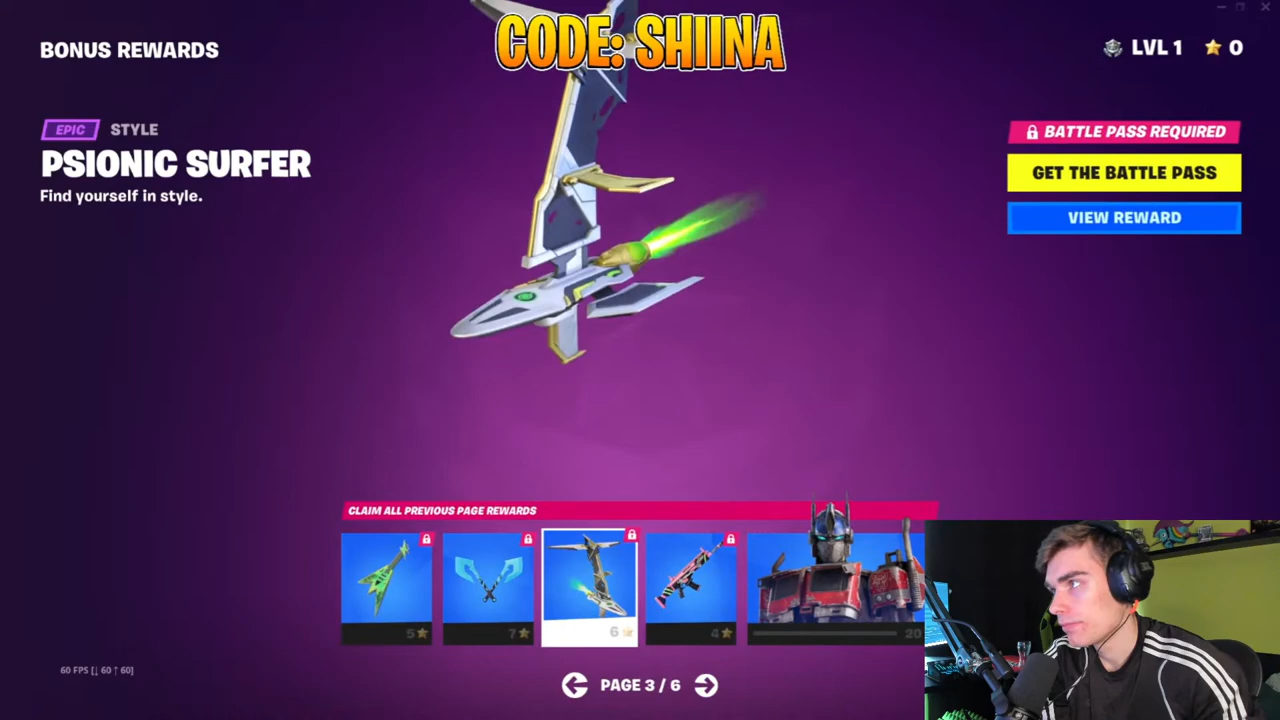 CODE: SHIINA
BONUS REWARDS
LVL 1
0
EPIC STYLE
PSIONIC SURFER
Find yourself in style.
BATTLE PASS REQUIRED
GET THE BATTLE PASS
VIEW REWARD
CLAIM ALL PREVIOUS PAGE REWARDS
5
7
6
4
20
60 FPS [↓ 60 ↑ 60]
PAGE 3 / 6